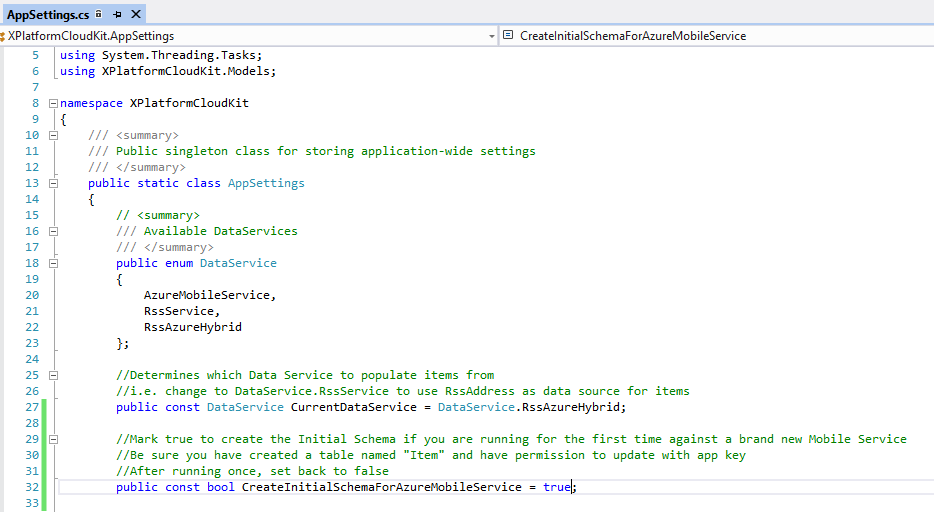 AppSettings.cs
XPlatformCloudKit.AppSettings CreateInitialSchemaForAzureMobileService
5 using System.Threading.Tasks;
6 using XPlatformCloudKit.Models;
7
8 namespace XPlatformCloudKit
9 {
10 /// <summary>
11 /// Public singleton class for storing application-wide settings
12 /// </summary>
13 public static class AppSettings
14 {
15 // <summary>
16 /// Available DataServices
17 /// </summary>
18 public enum DataService
19 {
20 AzureMobileService,
21 RssService,
22 RssAzureHybrid
23 };
24
25 //Determines which Data Service to populate items from
26 //i.e. change to DataService.RssService to use RssAddress as data source for items
27 public const DataService CurrentDataService = DataService.RssAzureHybrid;
28
29 //Mark true to create the Initial Schema if you are running for the first time against a brand new Mobile Service
30 //Be sure you have created a table named "Item" and have permission to update with app key
31 //After running once, set back to false
32 public const bool CreateInitialSchemaForAzureMobileService = true;
33